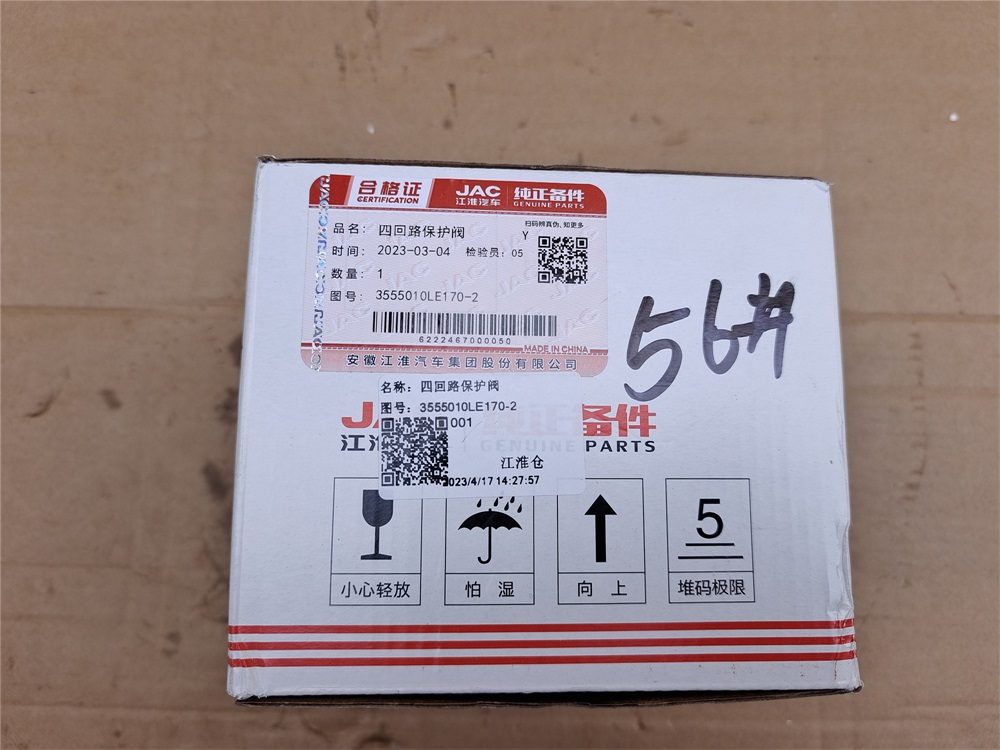 合格证
CERTIFICATION
JAC
江淮汽车
纯正备件
GENUINE PARTS
扫码辨真伪,知更多
品名: 四回路保护阀
Y
时间: 2023-03-04 检验员: 05
数量: 1
图号: 3555010LE170-2
6222467000050
MADE IN CHINA
安徽江淮汽车集团股份有限公司
56#
名称: 四回路保护阀
图号: 3555010LE170-2
001
江淮仓
2023/4/17 14:27:57
备件
GENUINE PARTS
小心轻放
怕 湿
向 上
5
堆码极限